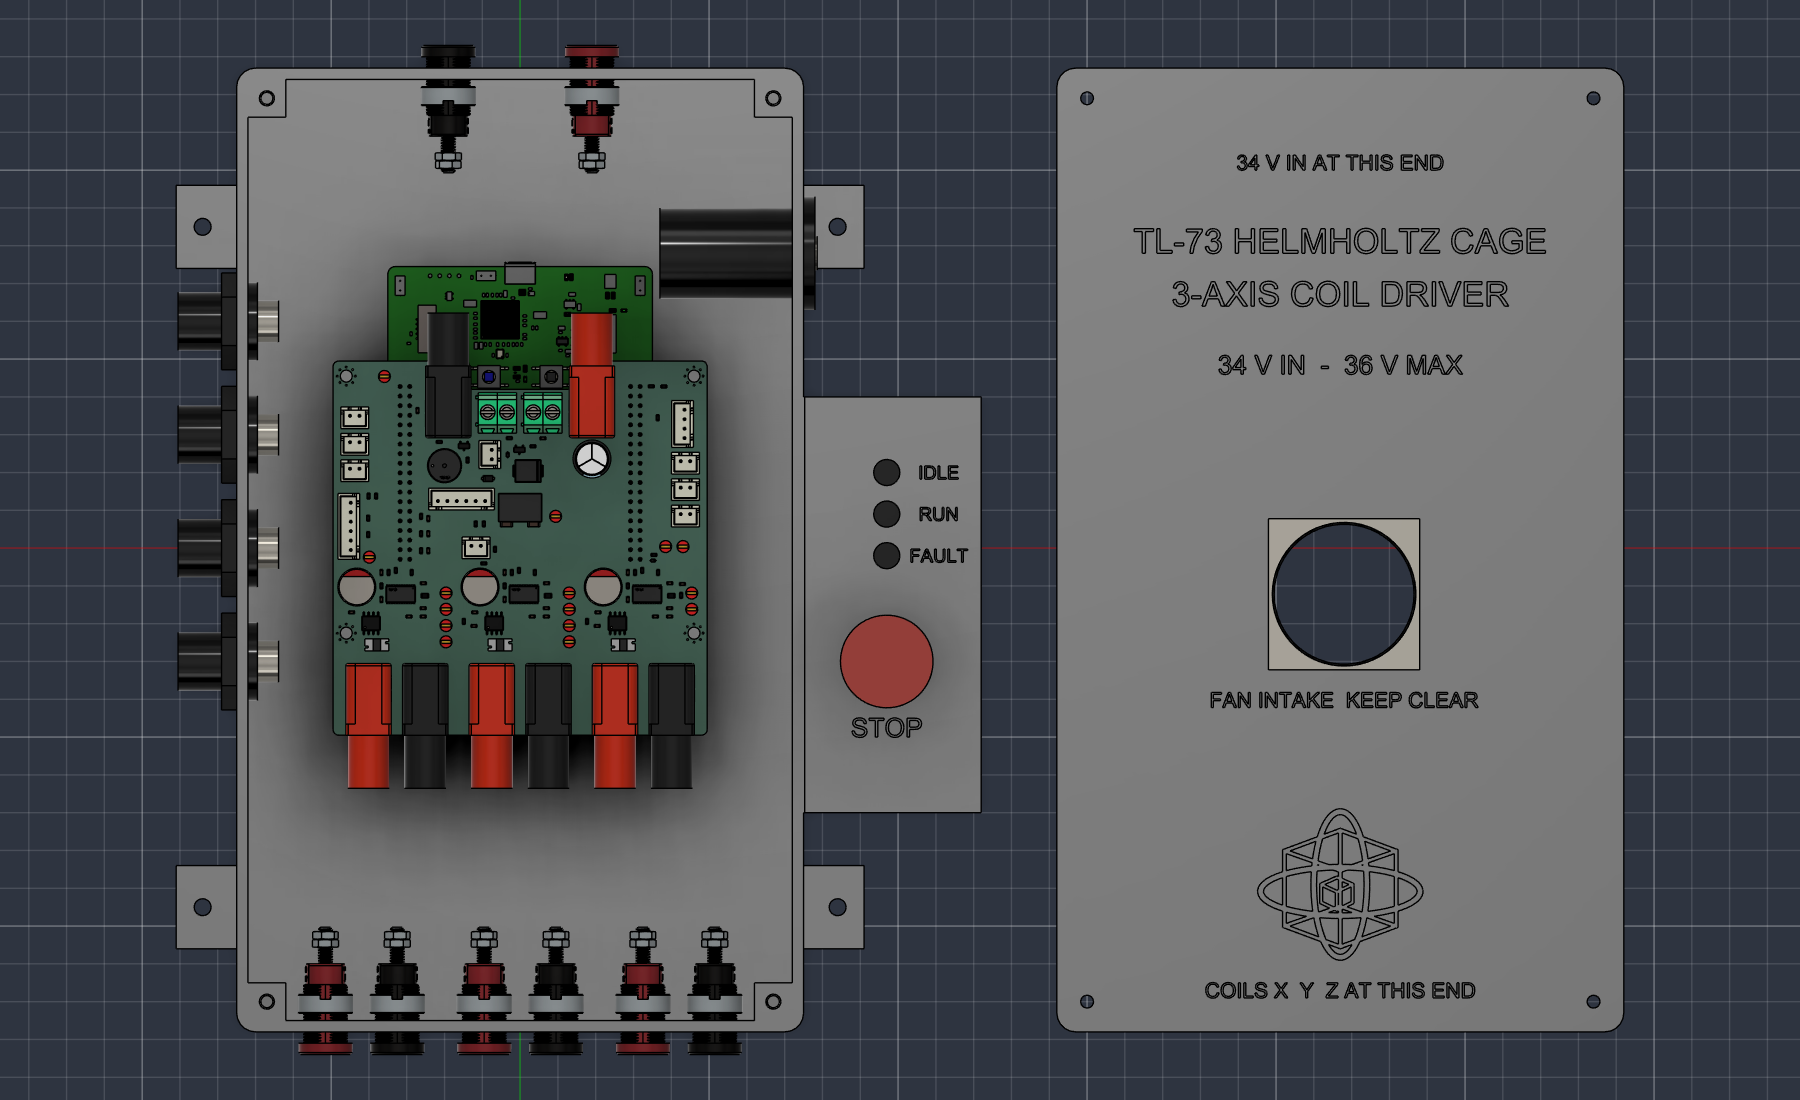 34 V IN AT THIS END
TL-73 HELMHOLTZ CAGE
3-AXIS COIL DRIVER
34 V IN - 36 V MAX
IDLE
RUN
FAULT
STOP
FAN INTAKE KEEP CLEAR
COILS X Y Z AT THIS END